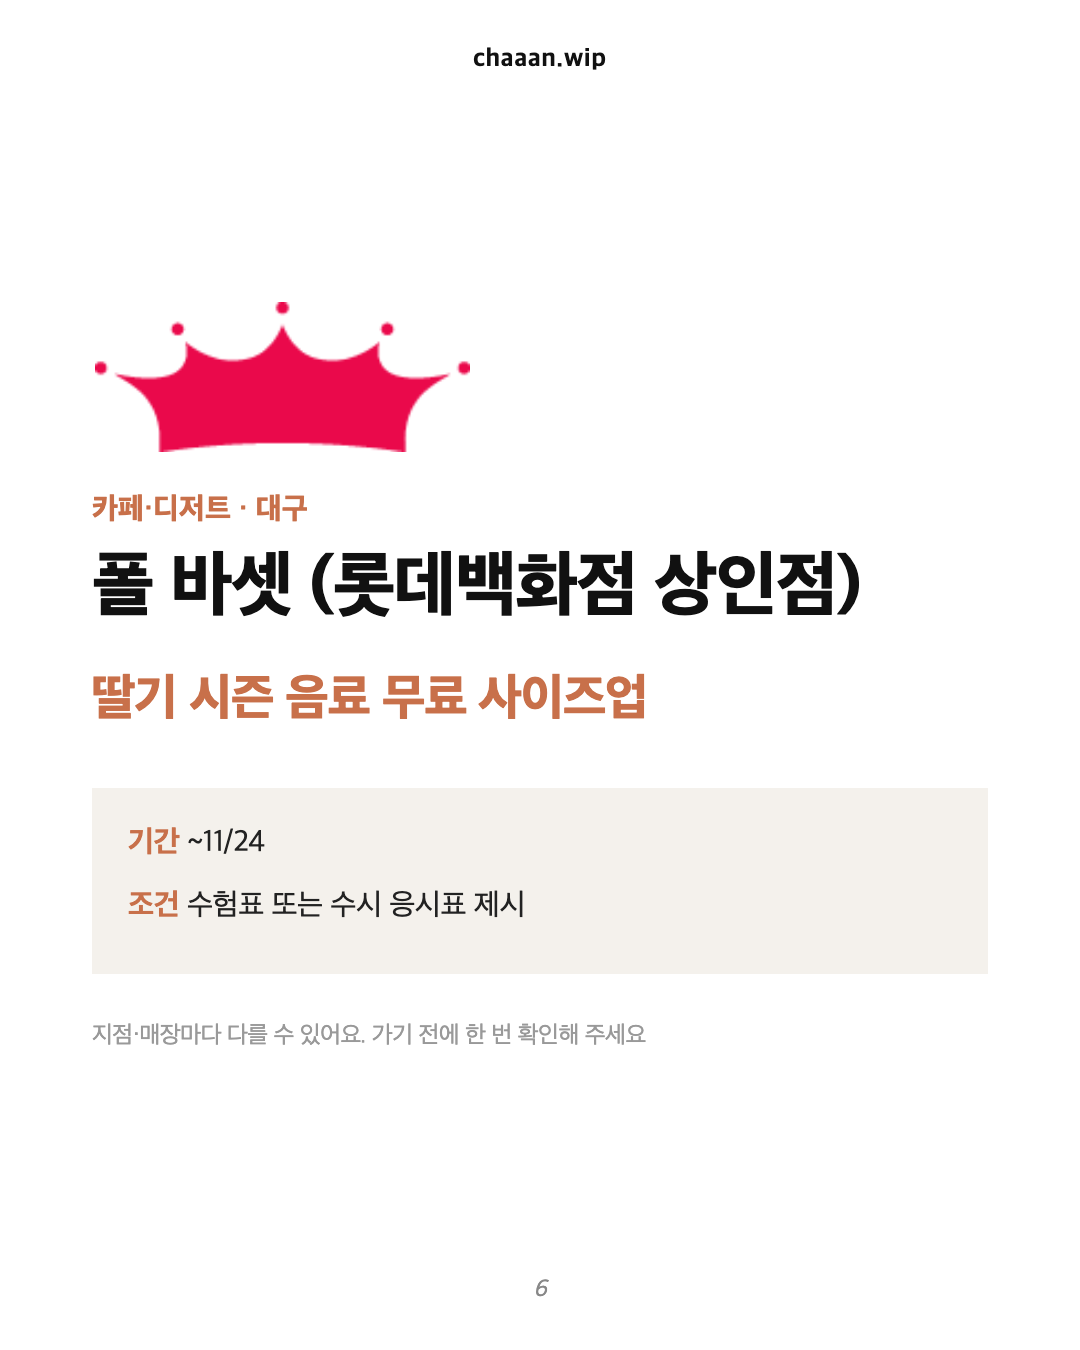 chaaan.wip
카페·디저트 · 대구
폴 바셋 (롯데백화점 상인점)
딸기 시즌 음료 무료 사이즈업
기간 ~11/24
조건 수험표 또는 수시 응시표 제시
지점·매장마다 다를 수 있어요. 가기 전에 한 번 확인해 주세요
6